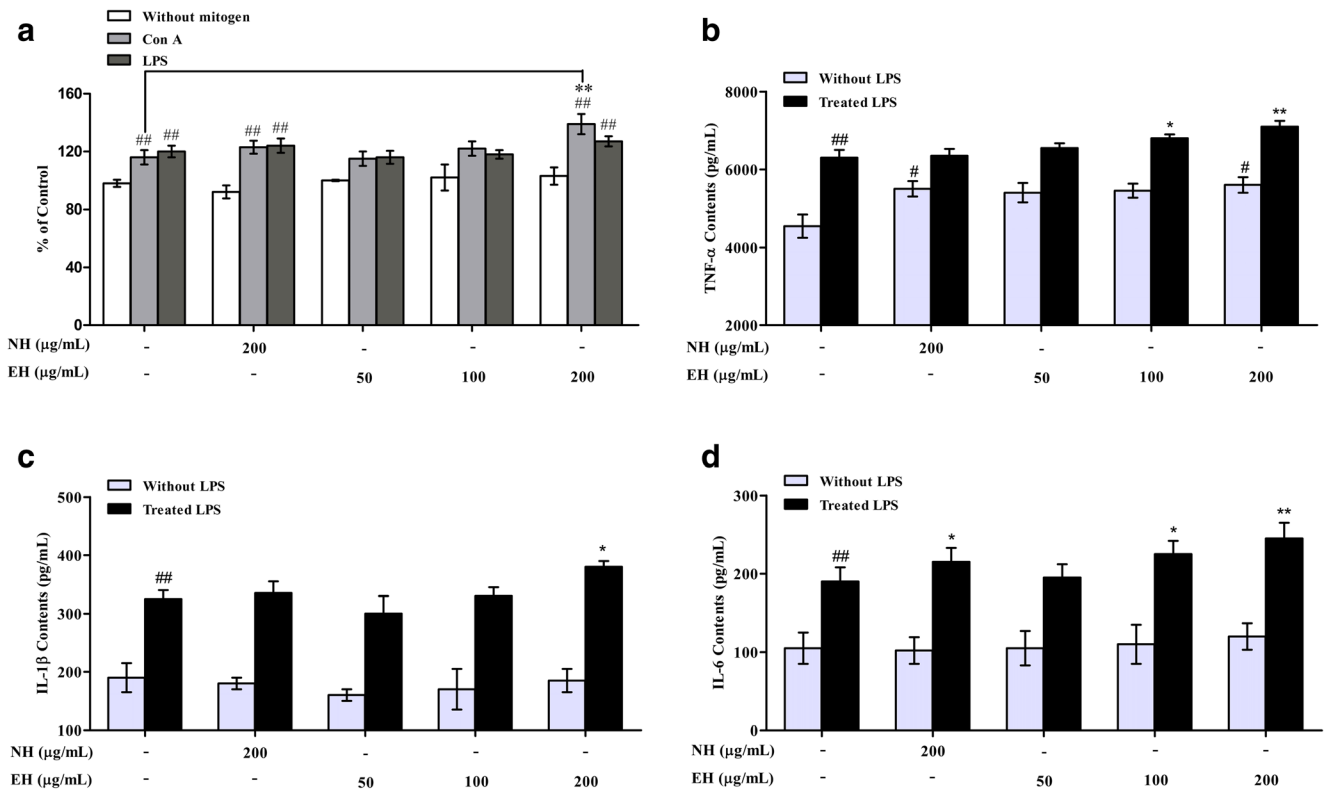 a
Without mitogen
Con A
LPS
% of Control
160
120
80
40
0
**
## ## ## ## ## ##
NH (µg/mL) - 200 - - -
EH (µg/mL) - - 50 100 200
b
Without LPS
Treated LPS
TNF-α Contents (pg/mL)
8000
6000
4000
2000
## # * # **
NH (µg/mL) - 200 - - -
EH (µg/mL) - - 50 100 200
c
Without LPS
Treated LPS
IL-1β Contents (pg/mL)
500
400
300
200
100
## *
NH (µg/mL) - 200 - - -
EH (µg/mL) - - 50 100 200
d
Without LPS
Treated LPS
IL-6 Contents (pg/mL)
300
200
100
0
## * * **
NH (µg/mL) - 200 - - -
EH (µg/mL) - - 50 100 200